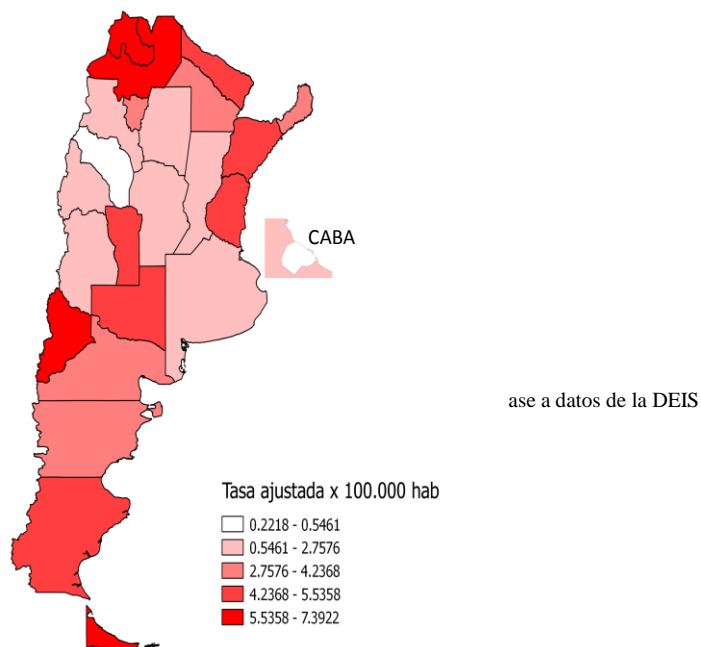 CABA
ase a datos de la DEIS
Tasa ajustada x 100.000 hab
0.2218 - 0.5461
0.5461 - 2.7576
2.7576 - 4.2368
4.2368 - 5.5358
5.5358 - 7.3922